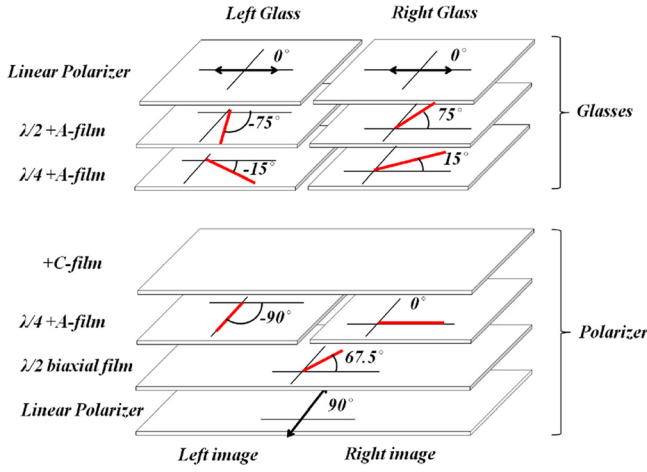 Left Glass Right Glass
Linear Polarizer 0° 0°
λ/2 +A-film -75° 75°
Glasses
λ/4 +A-film -15° 15°
+C-film
λ/4 +A-film -90° 0°
Polarizer
λ/2 biaxial film 67.5°
Linear Polarizer 90°
Left image Right image